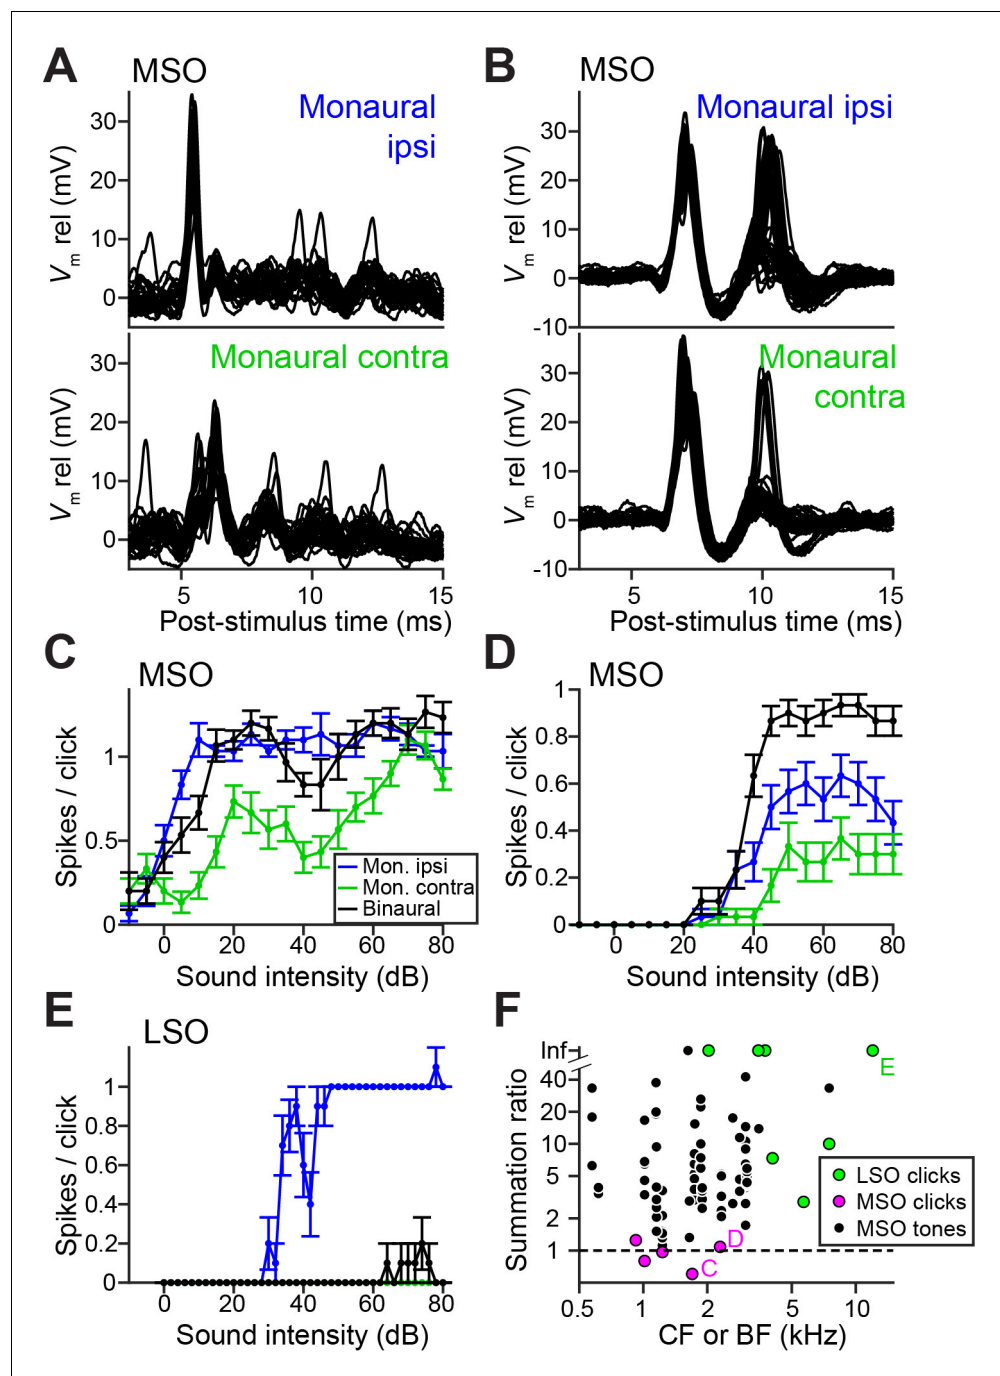 A
MSO
Monaural
ipsi
V_m rel (mV)
30
20
10
0
Monaural contra
V_m rel (mV)
30
20
10
0
5
10
15
Post-stimulus time (ms)
B
MSO
Monaural ipsi
V_m rel (mV)
30
20
10
0
-10
Monaural
contra
V_m rel (mV)
30
20
10
0
-10
5
10
15
Post-stimulus time (ms)
C
MSO
Spikes / click
1
0.5
0
Mon. ipsi
Mon. contra
Binaural
0
20
40
60
80
Sound intensity (dB)
D
MSO
Spikes / click
1
0.8
0.6
0.4
0.2
0
0
20
40
60
80
Sound intensity (dB)
E
LSO
Spikes / click
1
0.8
0.6
0.4
0.2
0
0
20
40
60
80
Sound intensity (dB)
F
Summation ratio
Inf
40
20
10
5
2
1
E
D
C
LSO clicks
MSO clicks
MSO tones
0.5
1
2
5
10
CF or BF (kHz)